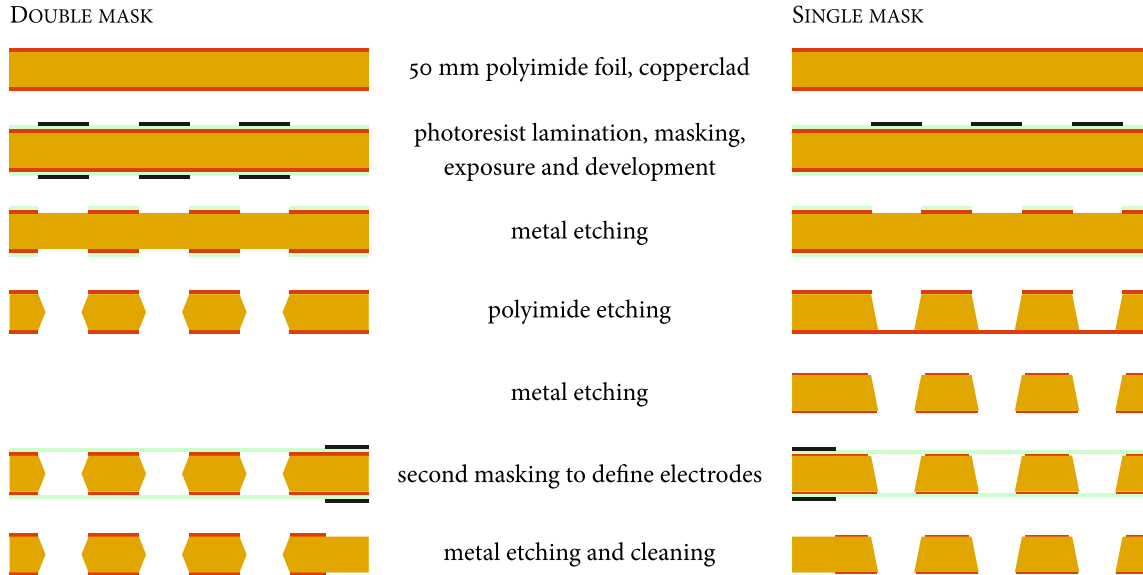 DOUBLE MASK
SINGLE MASK
50 mm polyimide foil, copperclad
photoresist lamination, masking,
exposure and development
metal etching
polyimide etching
metal etching
second masking to define electrodes
metal etching and cleaning